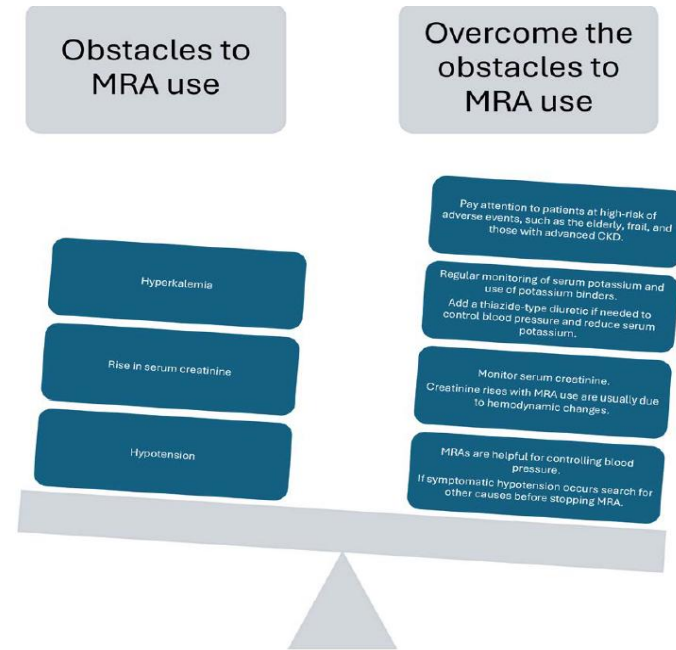 Obstacles to
MRA use
Overcome the
obstacles to
MRA use
Hyperkalemia
Rise in serum creatinine
Hypotension
Pay attention to patients at high-risk of
adverse events, such as the elderly, frail, and
those with advanced CKD.
Regular monitoring of serum potassium and
use of potassium binders.
Add a thiazide-type diuretic if needed to
control blood pressure and reduce serum
potassium.
Monitor serum creatinine.
Creatinine rises with MRA use are usually due
to hemodynamic changes.
MRAs are helpful for controlling blood
pressure.
If symptomatic hypotension occurs search for
other causes before stopping MRA.